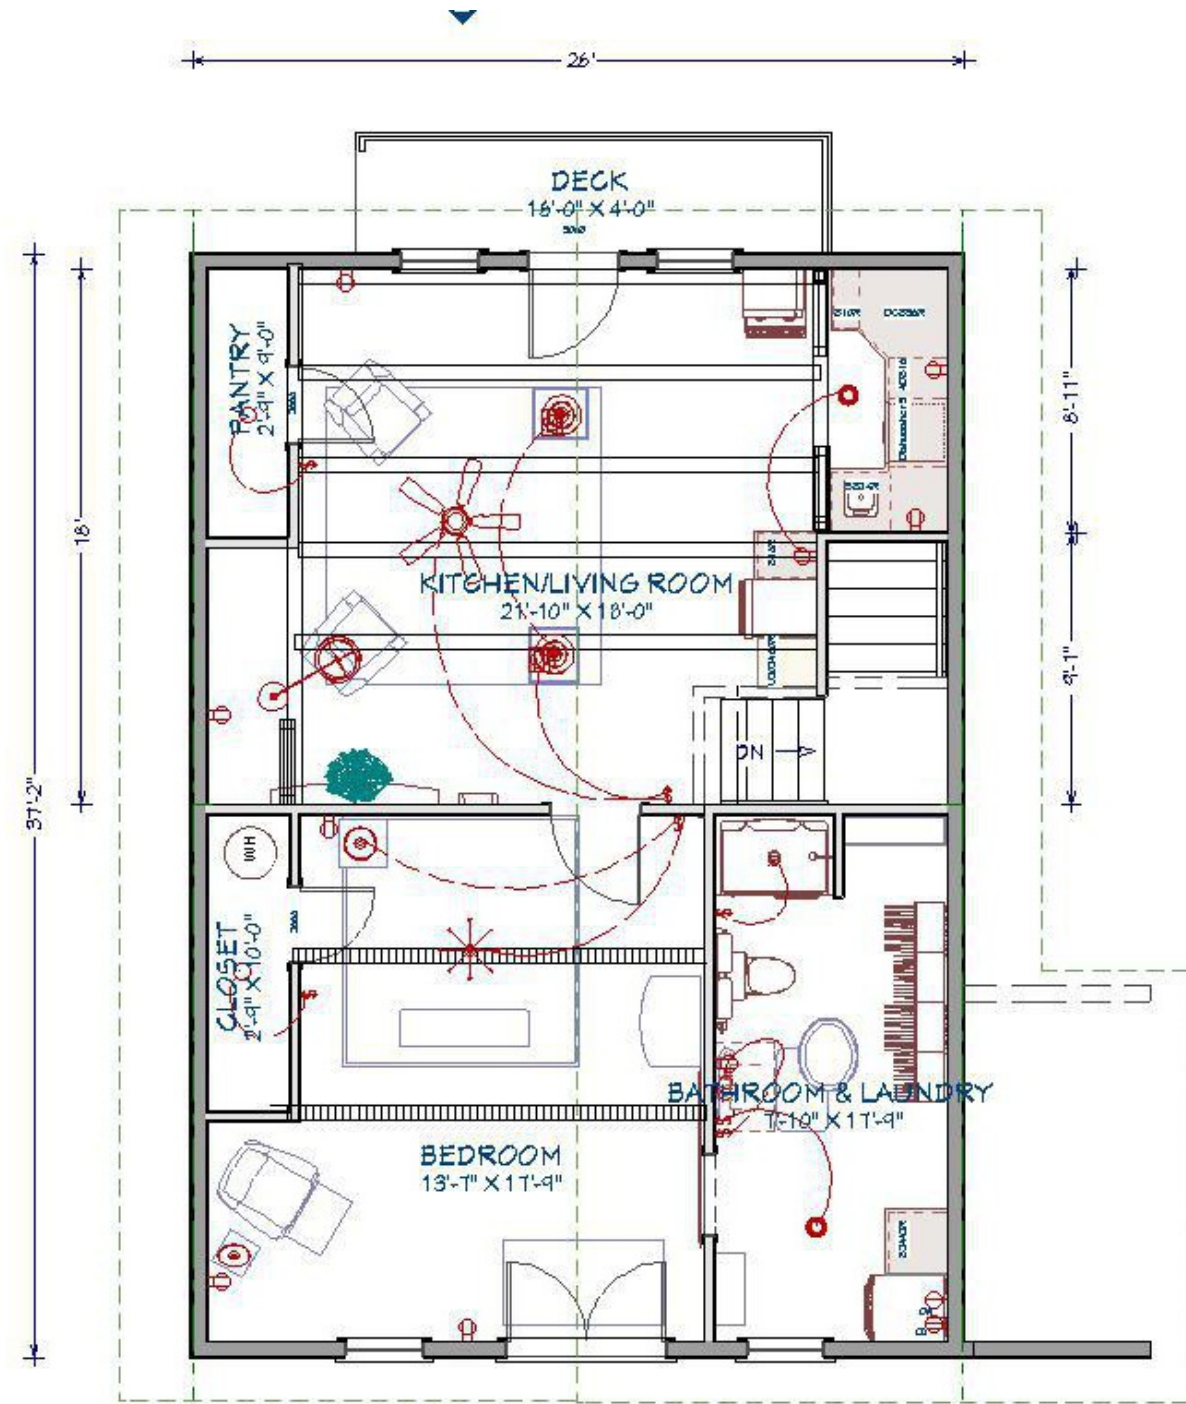 26'
DECK
16'-0" X 4'-0"
3068
PANTRY
2'-9" X 9'-0"
8'-11"
18'
KITCHEN/LIVING ROOM
21'-10" X 18'-0"
9'-1"
DN
37'-2"
WH
CLOSET
2'-9" X 10'-0"
BATHROOM & LAUNDRY
7'-10" X 17'-9"
BEDROOM
13'-7" X 17'-9"